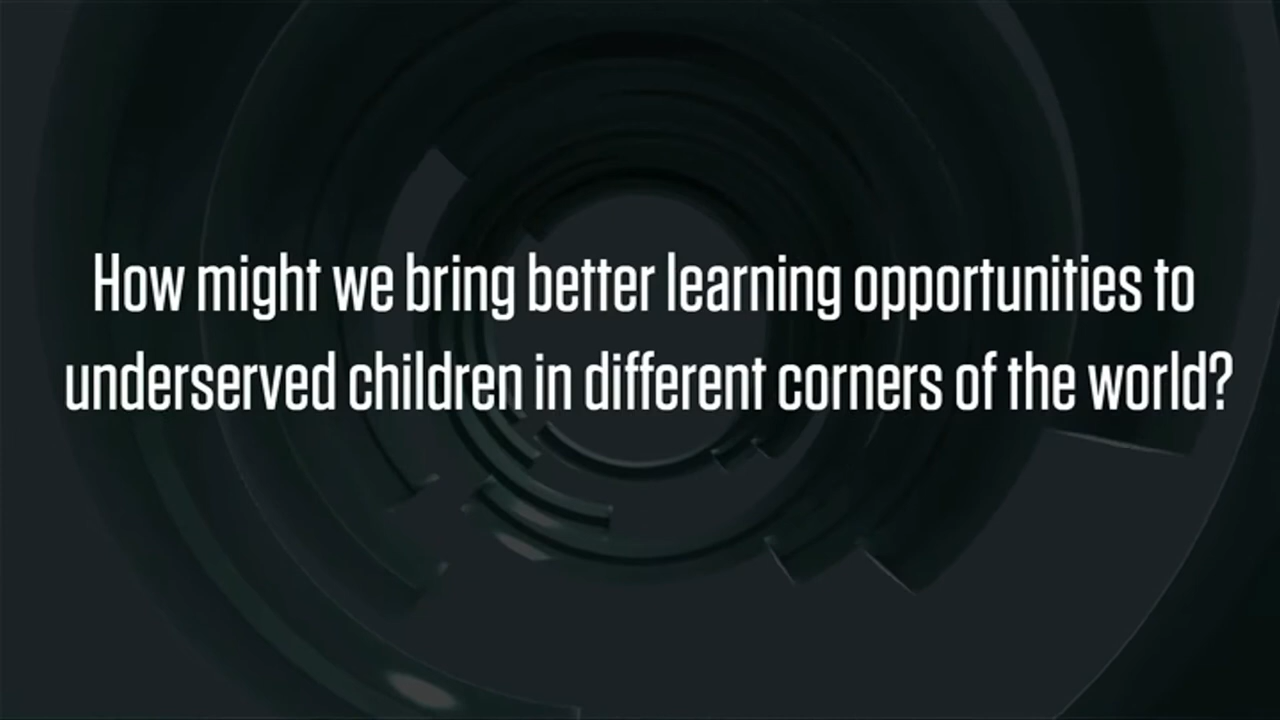 How might we bring better learning opportunities to
underserved children in different corners of the world?